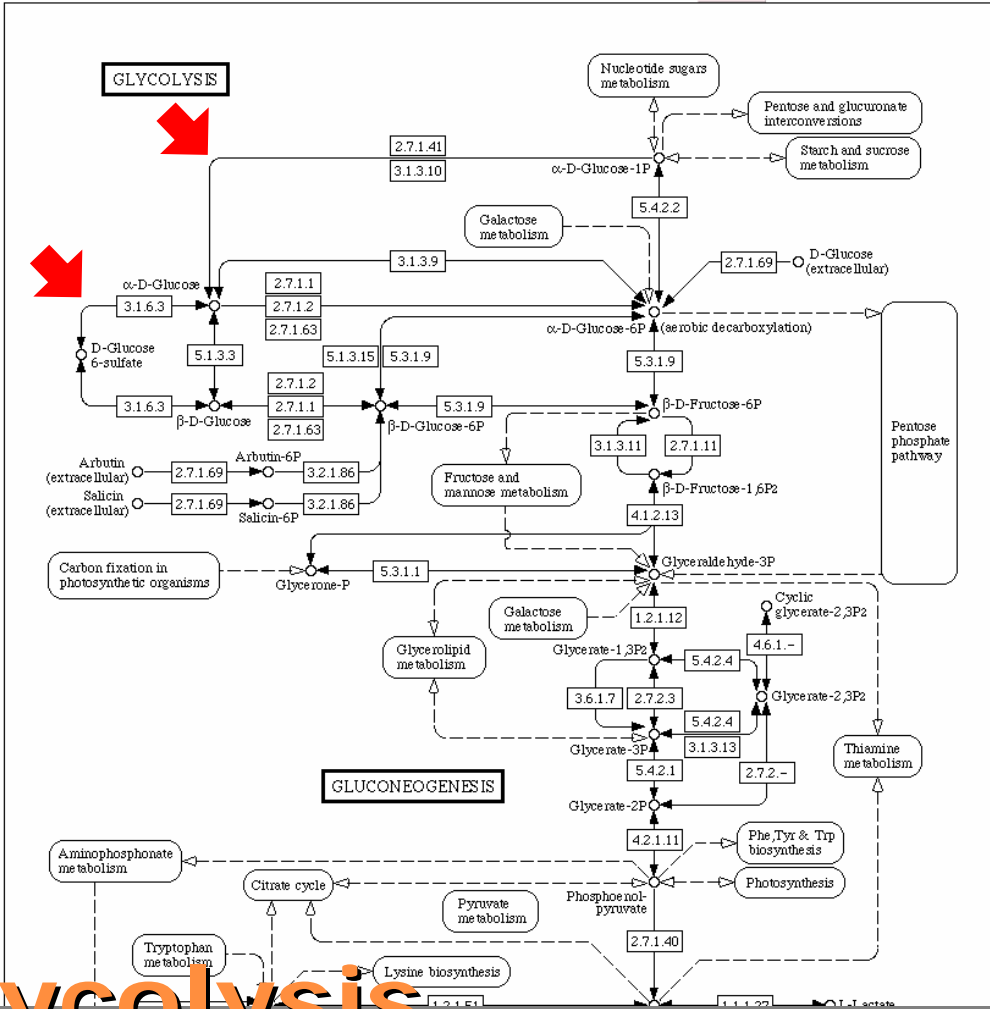 GLYCOLYSIS
Nucleotide sugars
metabolism
Pentose and glucuronate
interconversions
Starch and sucrose
metabolism
2.7.1.41
3.1.3.10
α-D-Glucose-1P
5.4.2.2
Galactose
metabolism
3.1.3.9
2.7.1.69
D-Glucose
(extracellular)
α-D-Glucose
3.1.6.3
2.7.1.1
2.7.1.2
2.7.1.63
α-D-Glucose-6P
(aerobic decarboxylation)
D-Glucose
6-sulfate
5.1.3.3
5.1.3.15
5.3.1.9
5.3.1.9
3.1.6.3
β-D-Glucose
2.7.1.2
2.7.1.1
2.7.1.63
β-D-Glucose-6P
5.3.1.9
β-D-Fructose-6P
Pentose
phosphate
pathway
3.1.3.11
2.7.1.11
Arbutin
(extracellular)
2.7.1.69
Arbutin-6P
3.2.1.86
Salicin
(extracellular)
2.7.1.69
Salicin-6P
3.2.1.86
Fructose and
mannose metabolism
β-D-Fructose-1,6P2
4.1.2.13
Carbon fixation in
photosynthetic organisms
Glycerone-P
5.3.1.1
Glyceraldehyde-3P
Galactose
metabolism
1.2.1.12
Cyclic
glycerate-2,3P2
4.6.1.-
Glycerolipid
metabolism
Glycerate-1,3P2
5.4.2.4
3.6.1.7
2.7.2.3
Glycerate-2,3P2
5.4.2.4
3.1.3.13
Glycerate-3P
Thiamine
metabolism
GLUCONEOGENESIS
5.4.2.1
2.7.2.-
Glycerate-2P
4.2.1.11
Phe,Tyr & Trp
biosynthesis
Aminophosphonate
metabolism
Citrate cycle
Photosynthesis
Phosphoenol-
pyruvate
Pyruvate
metabolism
2.7.1.40
Tryptophan
metabolism
Lysine biosynthesis
ycolysis
1.2.1.51
1.1.1.27
L-Lactate